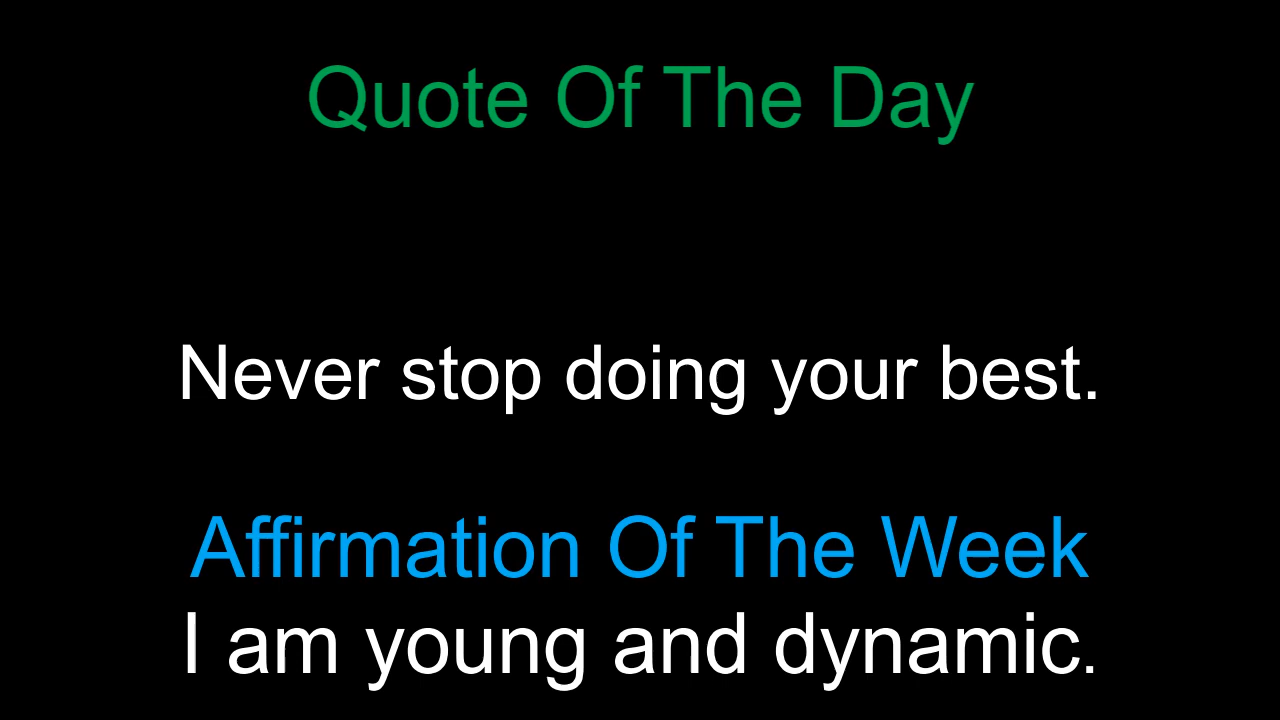 Quote Of The Day
Never stop doing your best.
Affirmation Of The Week
I am young and dynamic.